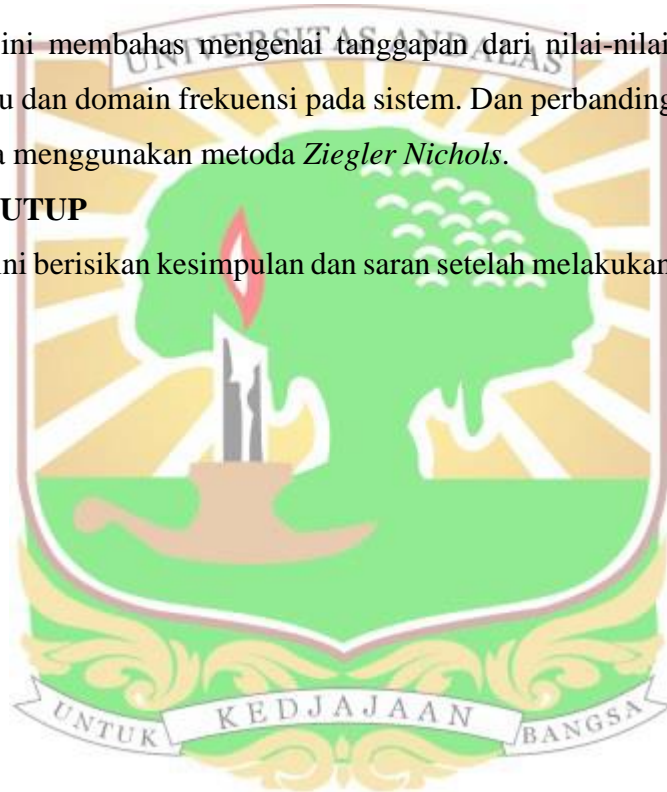 ini membahas mengenai tanggapan dari nilai-nilai
UNIVERSITAS ANDALAS
u dan domain frekuensi pada sistem. Dan perbanding
a menggunakan metoda Ziegler Nichols.
UTUP
ni berisikan kesimpulan dan saran setelah melakukan
UNTUK KEDJAJAAN BANGSA